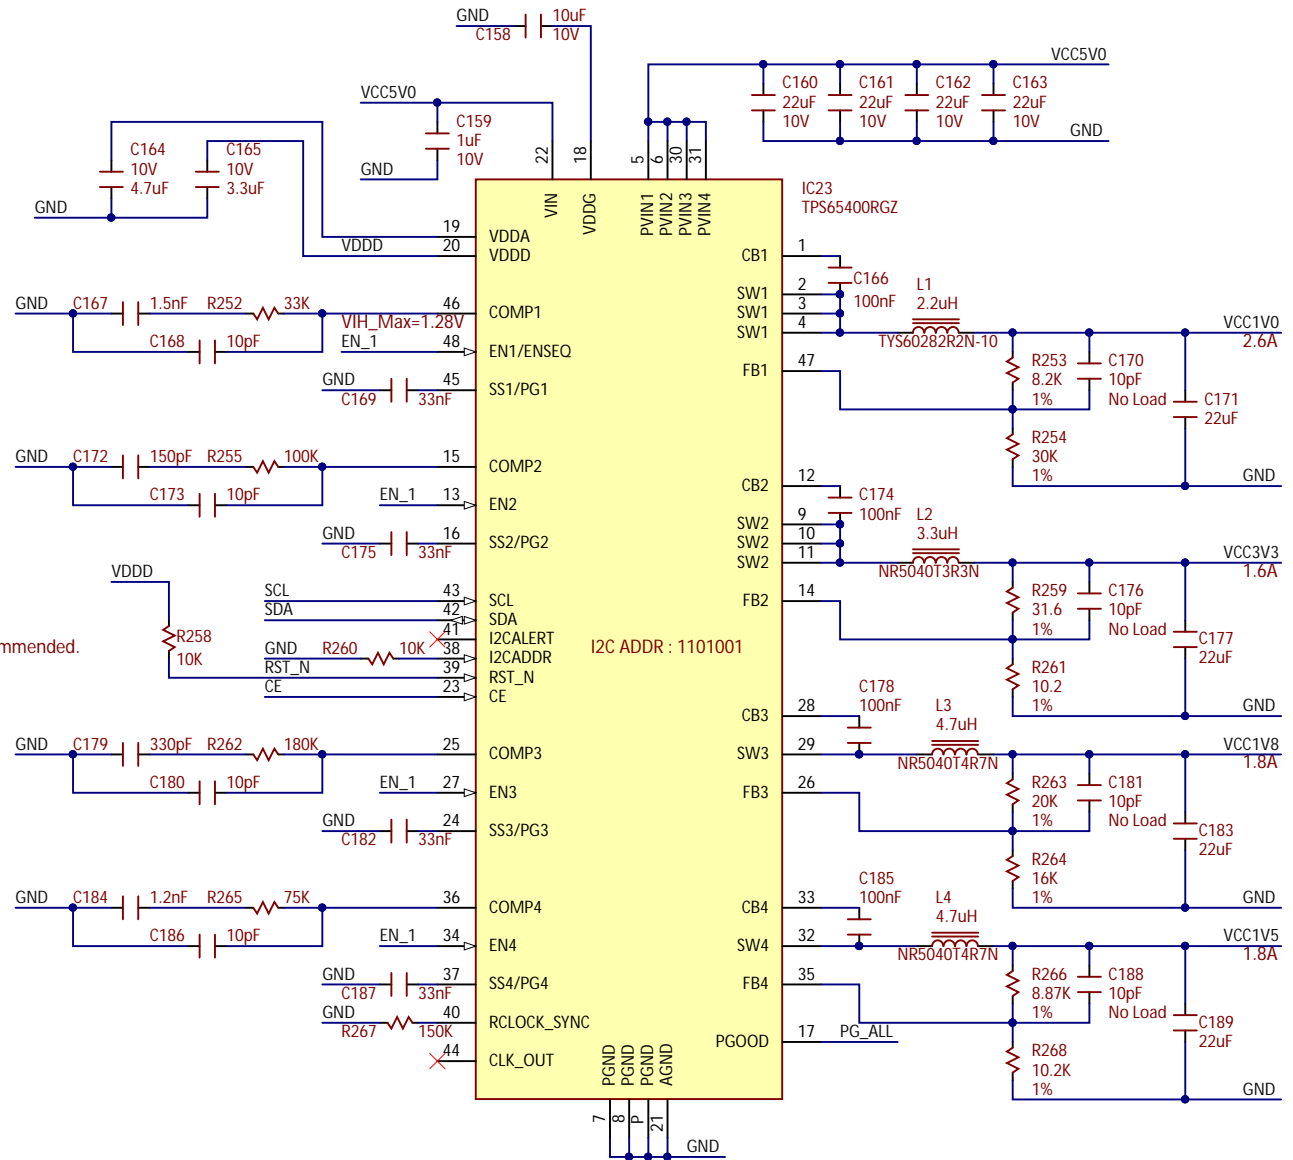 GND
C158
10uF
10V
VCC5V0
C159
1uF
10V
GND
VCC5V0
C160
22uF
10V
C161
22uF
10V
C162
22uF
10V
C163
22uF
10V
GND
C164
10V
4.7uF
C165
10V
3.3uF
GND
22
18
5
6
30
31
VIN
VDDG
PVIN1
PVIN2
PVIN3
PVIN4
IC23
TPS65400RGZ
19
VDDA
VDDD
20
VDDD
GND
C167
1.5nF
R252
33K
46
COMP1
C168
10pF
VIH_Max=1.28V
EN_1
48
EN1/ENSEQ
GND
C169
33nF
45
SS1/PG1
GND
C172
150pF
R255
100K
15
COMP2
C173
10pF
EN_1
13
EN2
GND
C175
33nF
16
SS2/PG2
VDDD
R258
10K
mmended.
SCL
43
SCL
SDA
42
SDA
41
I2CALERT
GND
R260
10K
38
I2CADDR
RST_N
39
RST_N
CE
23
CE
I2C ADDR : 1101001
GND
C179
330pF
R262
180K
25
COMP3
C180
10pF
EN_1
27
EN3
GND
C182
33nF
24
SS3/PG3
GND
C184
1.2nF
R265
75K
36
COMP4
C186
10pF
EN_1
34
EN4
GND
C187
33nF
37
SS4/PG4
GND
R267
150K
40
RCLOCK_SYNC
44
CLK_OUT
CB1
1
C166
100nF
SW1
2
SW1
3
SW1
4
L1
2.2uH
TYS60282R2N-10
VCC1V0
2.6A
FB1
47
R253
8.2K
1%
C170
10pF
No Load
C171
22uF
R254
30K
1%
GND
CB2
12
C174
100nF
SW2
9
SW2
10
SW2
11
L2
3.3uH
NR5040T3R3N
VCC3V3
1.6A
FB2
14
R259
31.6
1%
C176
10pF
No Load
C177
22uF
R261
10.2
1%
GND
CB3
28
C178
100nF
SW3
29
L3
4.7uH
NR5040T4R7N
VCC1V8
1.8A
FB3
26
R263
20K
1%
C181
10pF
No Load
C183
22uF
R264
16K
1%
GND
CB4
33
C185
100nF
SW4
32
L4
4.7uH
NR5040T4R7N
VCC1V5
1.8A
FB4
35
R266
8.87K
1%
C188
10pF
No Load
C189
22uF
R268
10.2K
1%
GND
PGOOD
17
PG_ALL
PGND
PGND
PGND
AGND
7
8
P
21
GND